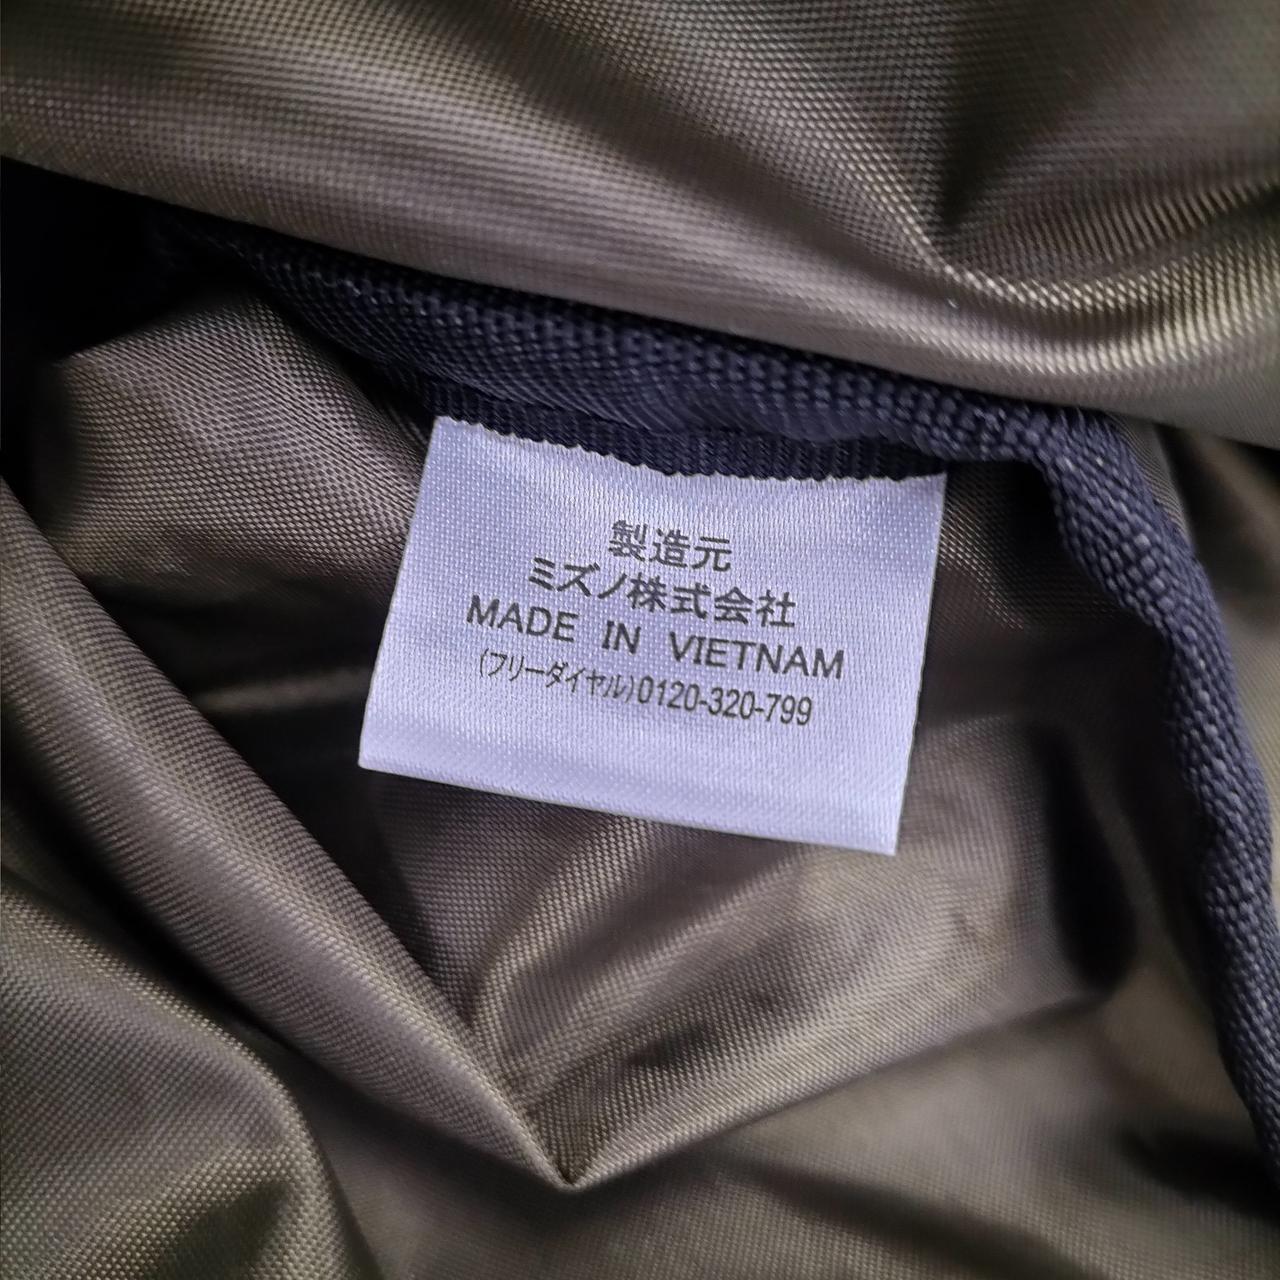 製造元
ミズノ株式会社
MADE IN VIETNAM
(フリーダイヤル)0120-320-799